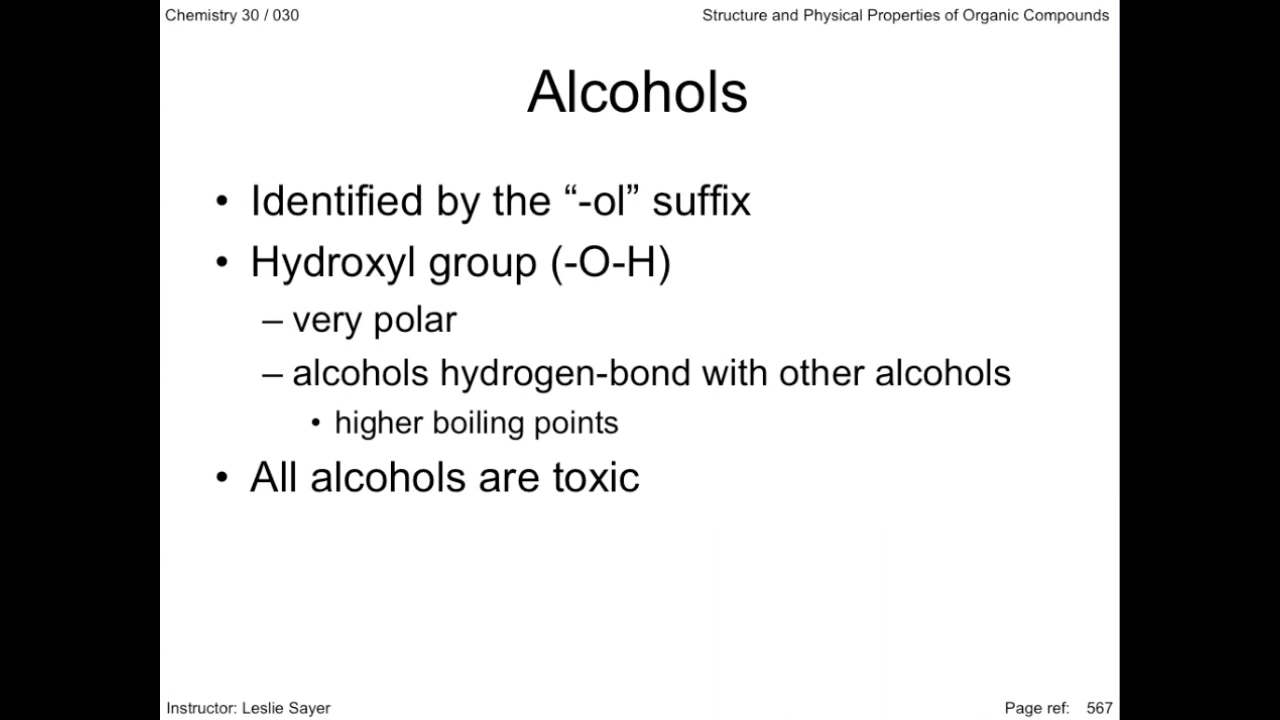 Chemistry 30 / 030
Structure and Physical Properties of Organic Compounds
Alcohols
• Identified by the “-ol” suffix
• Hydroxyl group (-O-H)
– very polar
– alcohols hydrogen-bond with other alcohols
• higher boiling points
• All alcohols are toxic
Instructor: Leslie Sayer
Page ref: 567